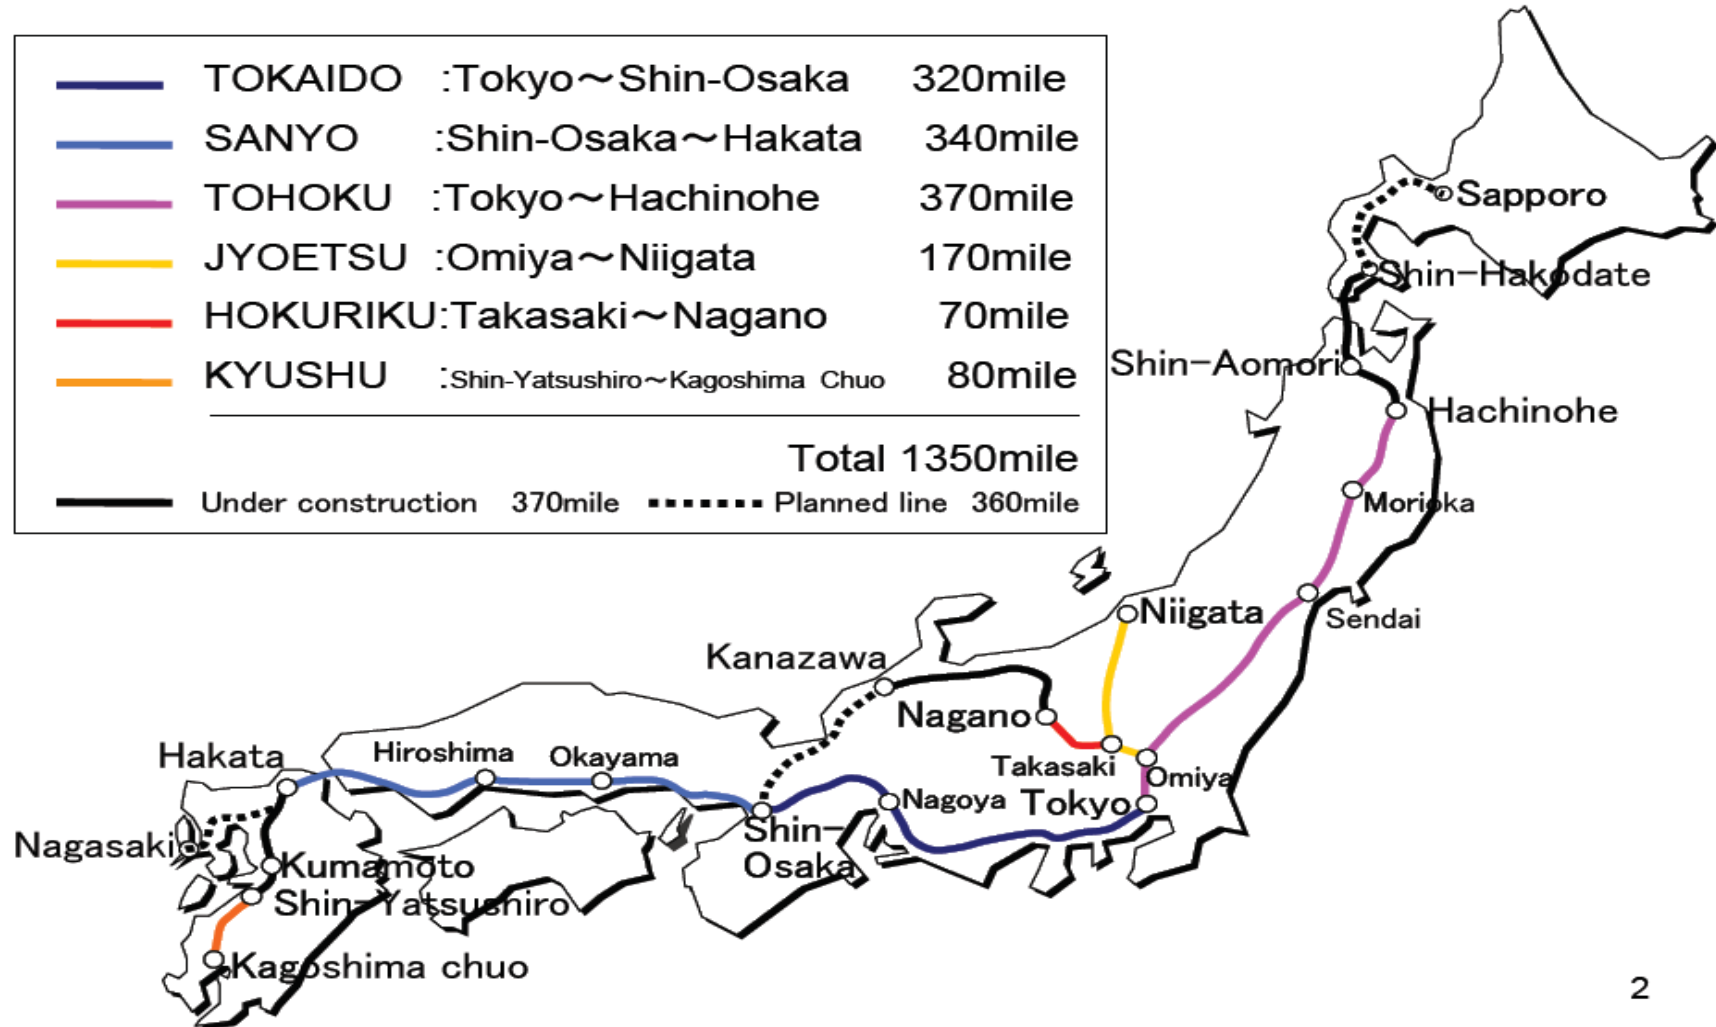 TOKAIDO :Tokyo～Shin-Osaka 320mile
SANYO :Shin-Osaka～Hakata 340mile
TOHOKU :Tokyo～Hachinohe 370mile
JYOETSU :Omiya～Niigata 170mile
HOKURIKU:Takasaki～Nagano 70mile
KYUSHU :Shin-Yatsushiro～Kagoshima Chuo 80mile
Total 1350mile
Under construction 370mile Planned line 360mile
Sapporo
Shin-Hakodate
Shin-Aomori
Hachinohe
Morioka
Sendai
Niigata
Kanazawa
Nagano
Takasaki
Omiya
Tokyo
Nagoya
Shin-
Osaka
Okayama
Hiroshima
Hakata
Nagasaki
Kumamoto
Shin-Yatsushiro
Kagoshima chuo
2